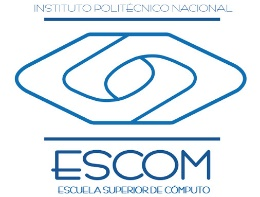 INSTITUTO POLITÉCNICO NACIONAL
ESCOM
ESCUELA SUPERIOR DE CÓMPUTO